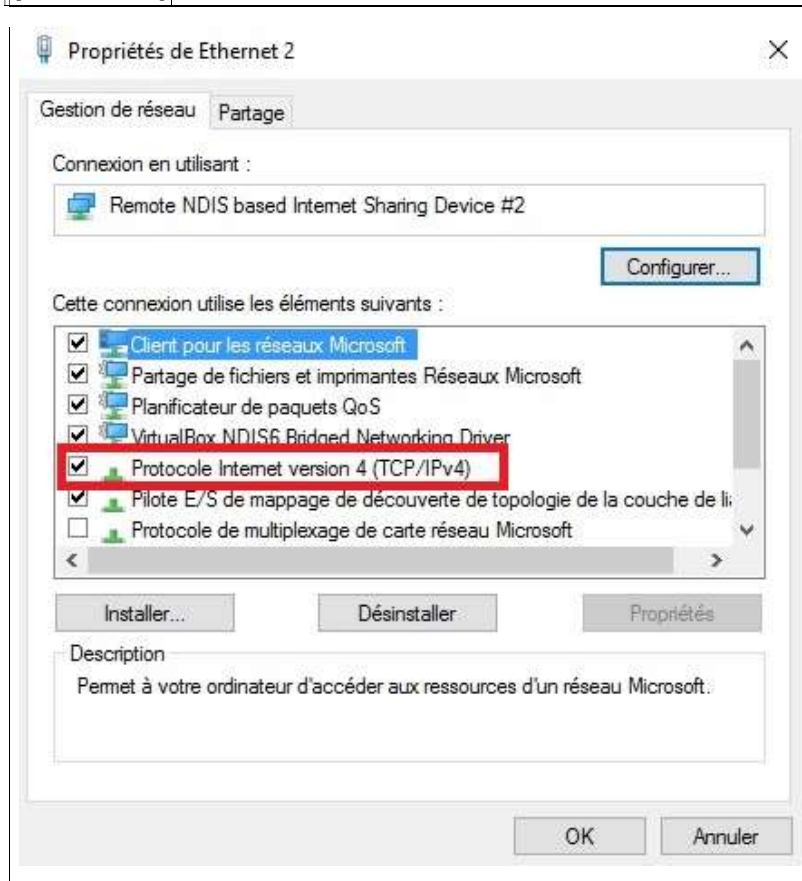 Propriétés de Ethernet 2
Gestion de réseau
Partage
Connexion en utilisant :
Remote NDIS based Internet Sharing Device #2
Configurer...
Cette connexion utilise les éléments suivants :
Client pour les réseaux Microsoft
Partage de fichiers et imprimantes Réseaux Microsoft
Planificateur de paquets QoS
VirtualBox NDIS6 Bridged Networking Driver
Protocole Internet version 4 (TCP/IPv4)
Pilote E/S de mappage de découverte de topologie de la couche de
Protocole de multiplexage de carte réseau Microsoft
Installer...
Désinstaller
Propriétés
Description
Permet à votre ordinateur d'accéder aux ressources d'un réseau Microsoft.
OK
Annuler